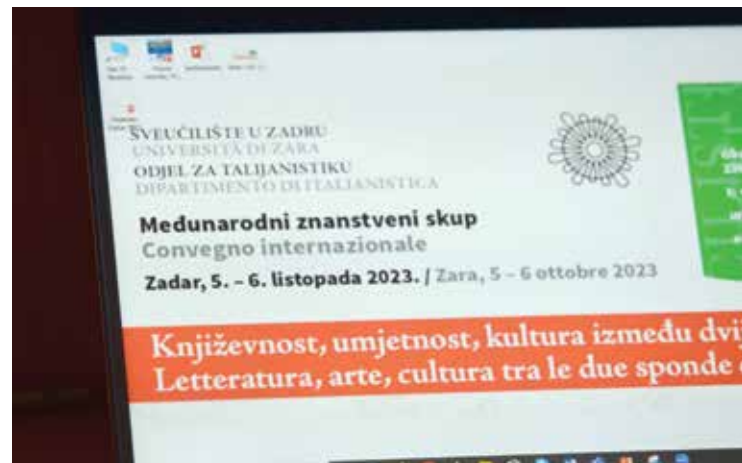 SVEUČILIŠTE U ZADRU
UNIVERSITÀ DI ZARA
ODJEL ZA TALIJANISTIKU
DIPARTIMENTO DI ITALIANISTICA
Međunarodni znanstveni skup
Convegno internazionale
Zadar, 5. – 6. listopada 2023. / Zara, 5 – 6 ottobre 2023
Književnost, umjetnost, kultura između dvij
Letteratura, arte, cultura tra le due sponde